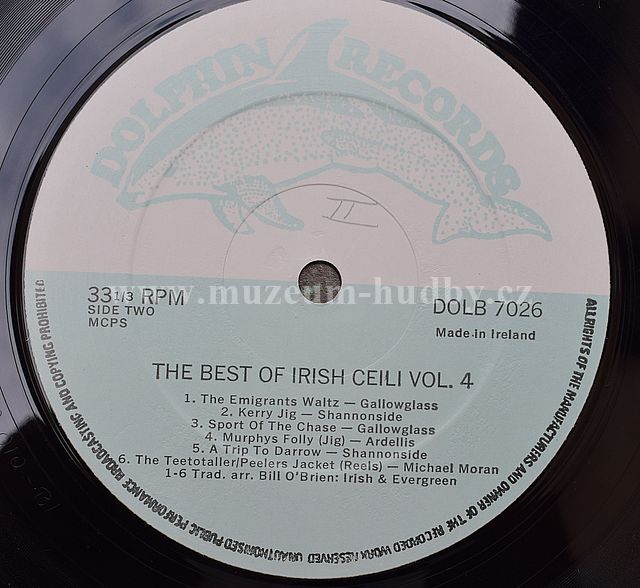 DOLPHIN RECORDS
II
33 1/3 RPM
SIDE TWO
MCPS
DOLB 7026
Made in Ireland
www.muzeum-hudby.cz
THE BEST OF IRISH CEILI VOL. 4
1. The Emigrants Waltz — Gallowglass
2. Kerry Jig — Shannonside
3. Sport Of The Chase — Gallowglass
4. Murphys Folly (Jig) — Ardellis
5. A Trip To Darrow — Shannonside
6. The Teetotaller/Peelers Jacket (Reels) — Michael Moran
1-6 Trad. arr. Bill O'Brien: Irish & Evergreen
ALL RIGHTS OF THE MANUFACTURERS AND OWNER OF THE RECORDED WORK RESERVED UNAUTHORISED PUBLIC PERFORMANCE BROADCASTING AND COPYING PROHIBITED